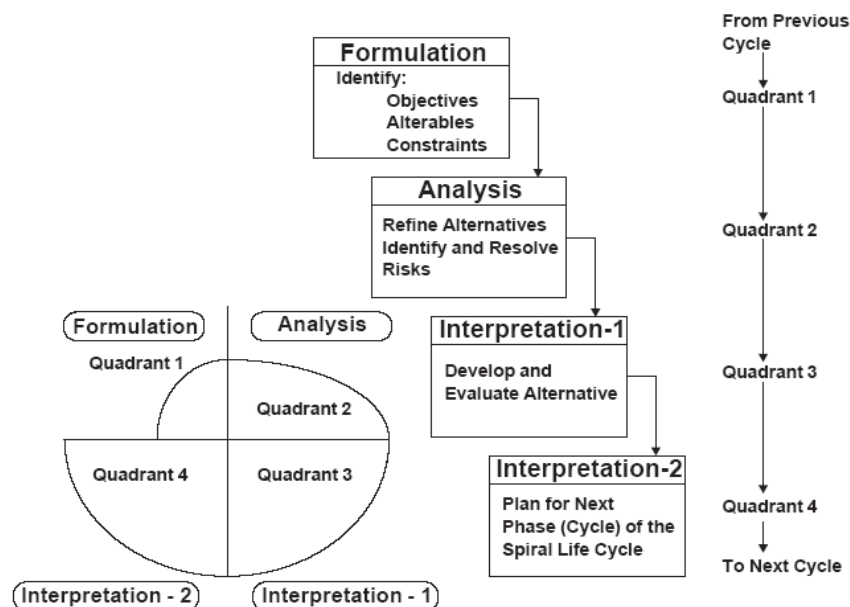 From Previous
Cycle
Formulation
Identify:
Objectives
Alterables
Constraints
Quadrant 1
Analysis
Refine Alternatives
Identify and Resolve
Risks
Quadrant 2
Formulation
Analysis
Quadrant 1
Quadrant 2
Quadrant 4
Quadrant 3
Interpretation - 2
Interpretation - 1
Interpretation-1
Develop and
Evaluate Alternative
Quadrant 3
Interpretation-2
Plan for Next
Phase (Cycle) of the
Spiral Life Cycle
Quadrant 4
To Next Cycle